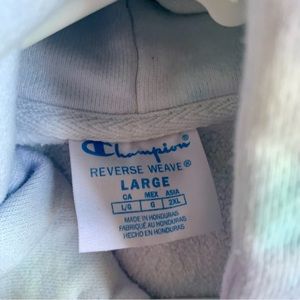 Champion
REVERSE WEAVE®
LARGE
CA MEX ASIA
L/G G 2XL
MADE IN HONDURAS
FABRIQUÉ AU HONDURAS
HECHO EN HONDURAS